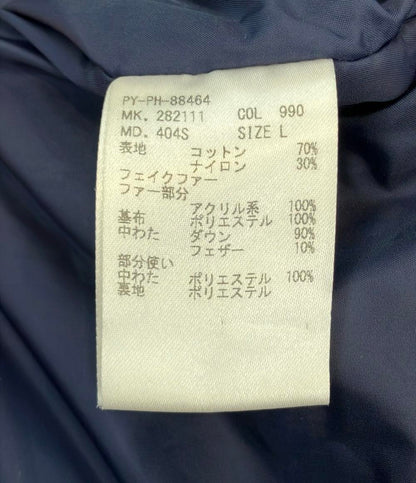 PY-PH-88464
MK. 282111 COL 990
MD. 404S SIZE L
表地 コットン 70%
ナイロン 30%
フェイクファー
ファー部分
アクリル系 100%
基布 ポリエステル 100%
中わた ダウン 90%
フェザー 10%
部分使い
中わた ポリエステル 100%
裏地 ポリエステル